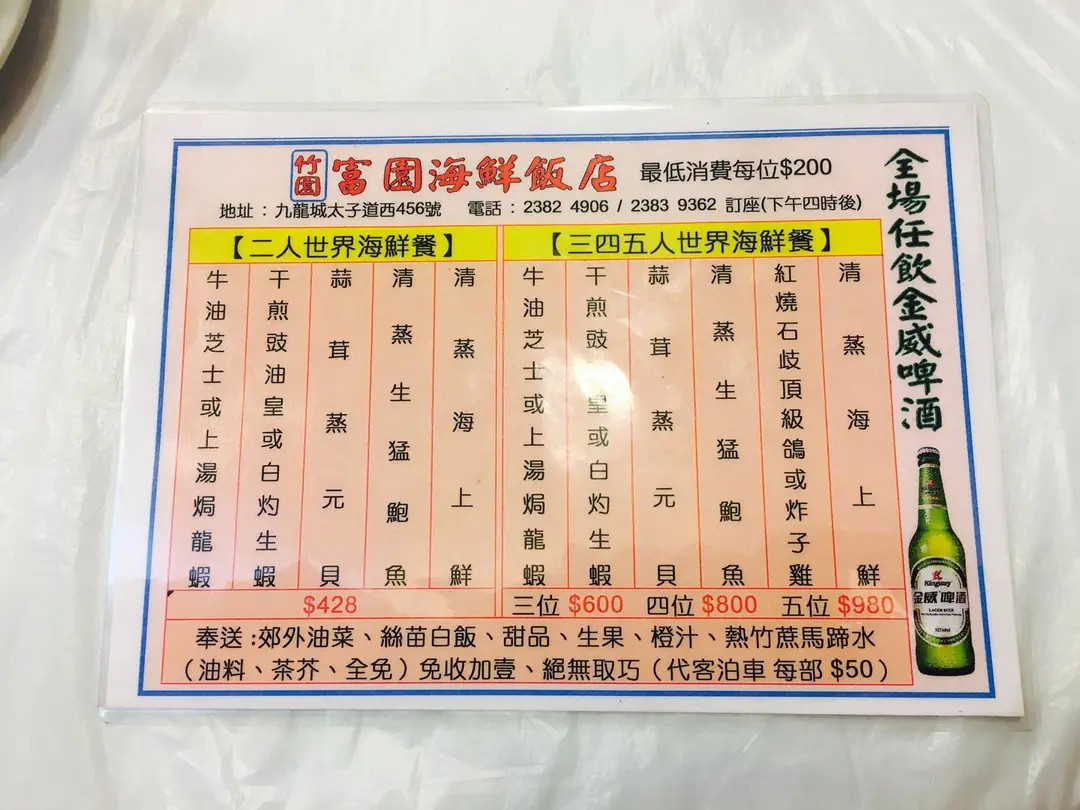 竹園 富園海鮮飯店 最低消費每位$200
地址：九龍城太子道西456號 電話：2382 4906 / 2383 9362 訂座(下午四時後)
【二人世界海鮮餐】
牛油芝士或上湯焗龍蝦
干煎豉油皇或白灼生蝦
蒜茸蒸元貝
清蒸生猛鮑魚
清蒸海上鮮
$428
【三四五人世界海鮮餐】
牛油芝士或上湯焗龍蝦
干煎豉油皇或白灼生蝦
蒜茸蒸元貝
清蒸生猛鮑魚
紅燒石歧頂級鴿或炸子雞
清蒸海上鮮
三位 $600 四位 $800 五位 $980
奉送:郊外油菜、絲苗白飯、甜品、生果、橙汁、熱竹蔗馬蹄水
（油料、茶芥、全免）免收加壹、絕無取巧（代客泊車 每部 $50）
全場任飲金威啤酒
Kingway
金威啤酒
LAGER BEER